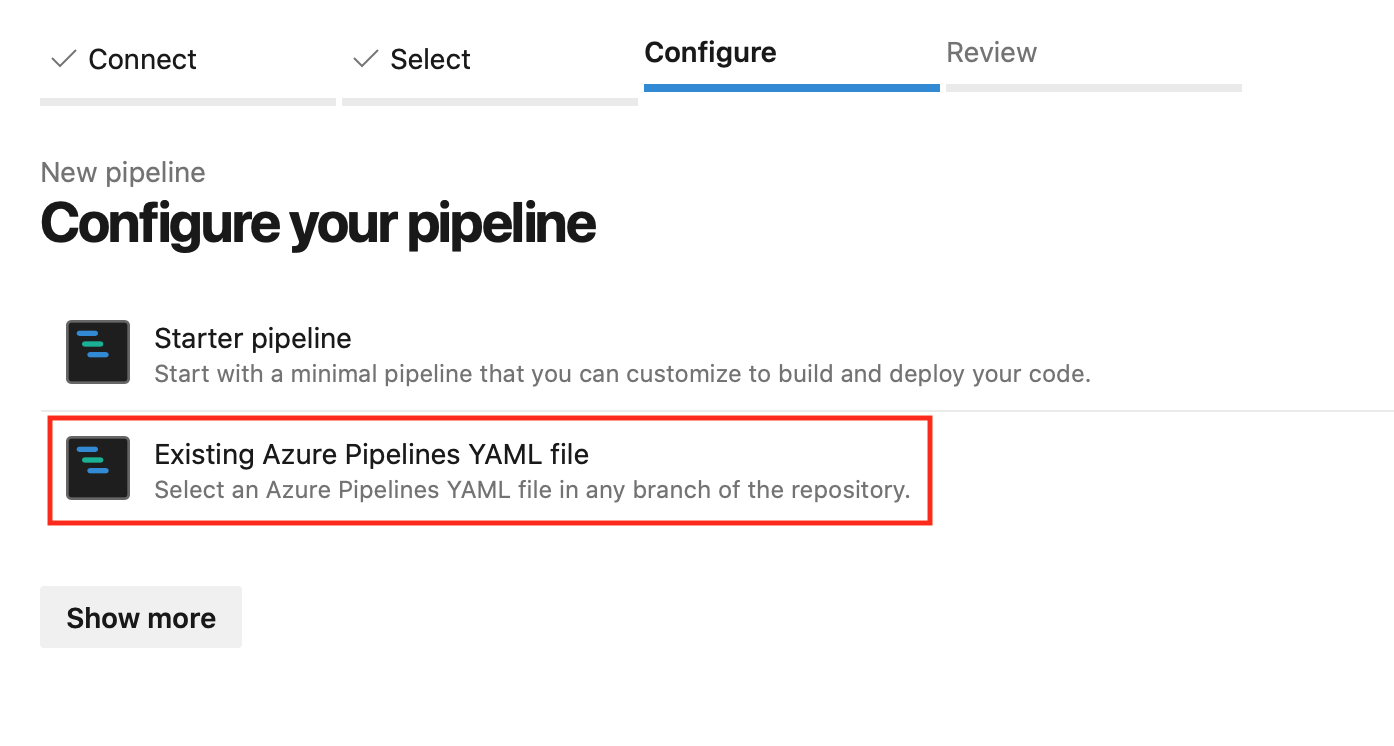 Connect
Select
Configure
Review
New pipeline
Configure your pipeline
Starter pipeline
Start with a minimal pipeline that you can customize to build and deploy your code.
Existing Azure Pipelines YAML file
Select an Azure Pipelines YAML file in any branch of the repository.
Show more